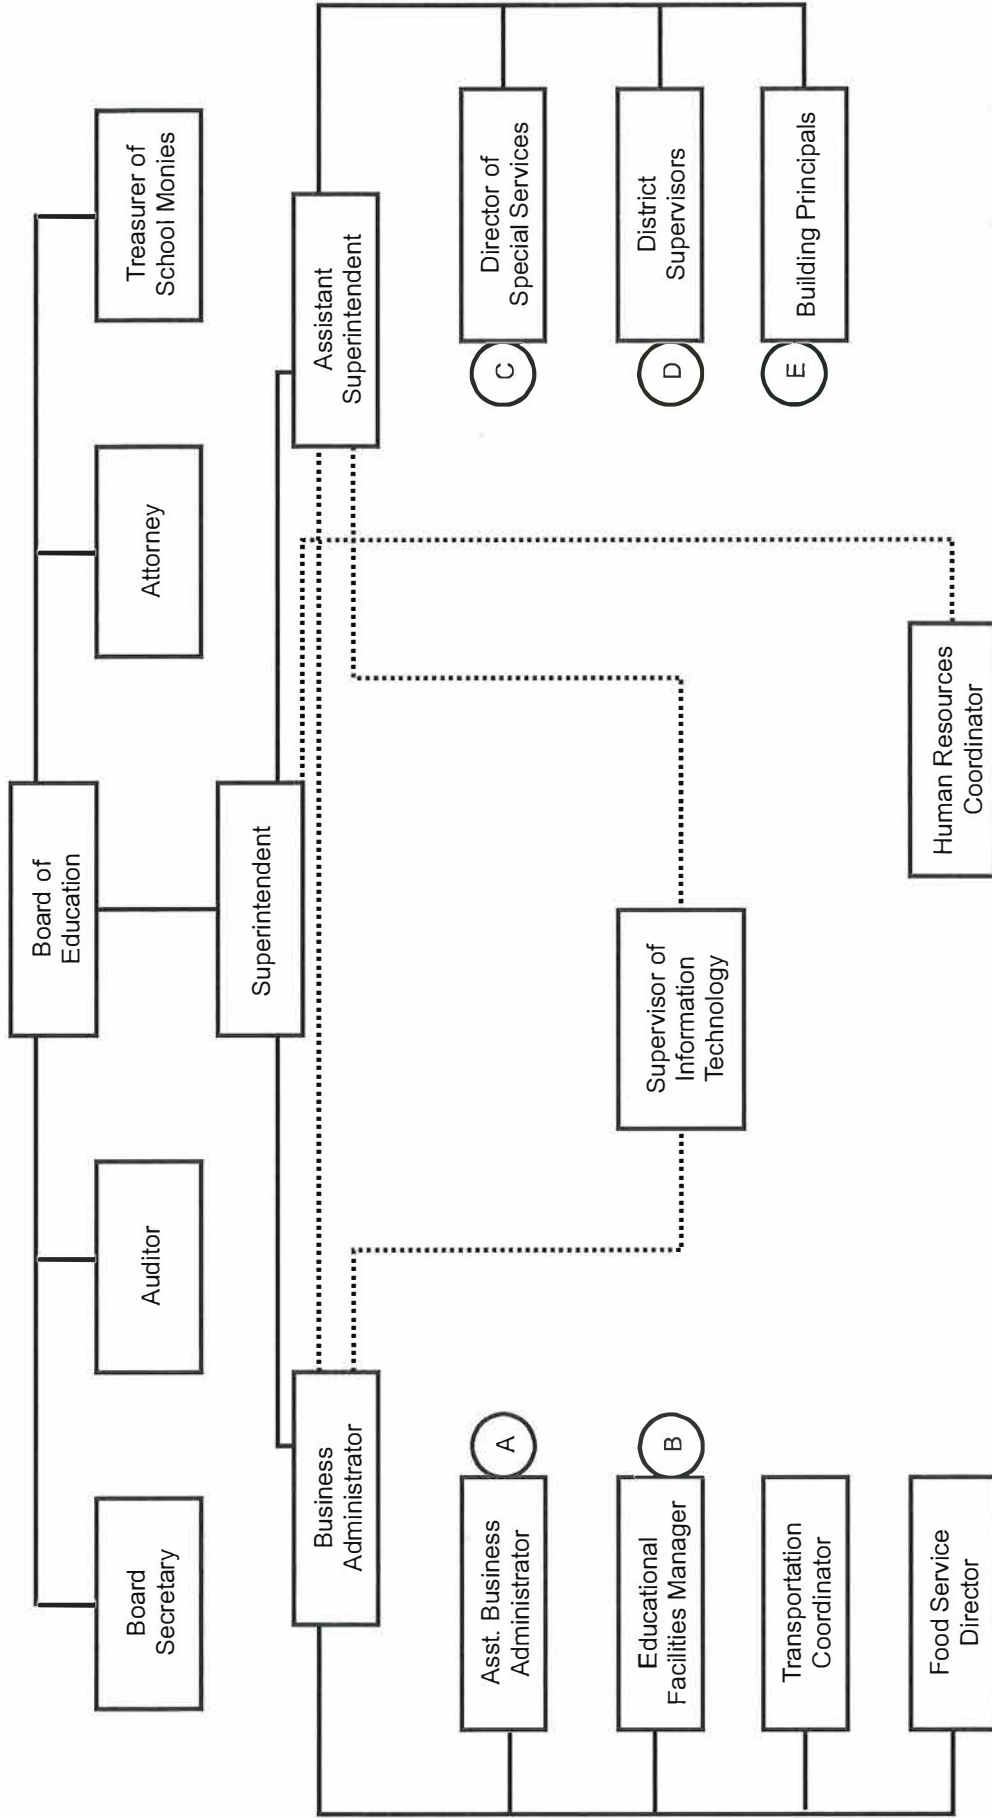 Board of
Education
Board
Secretary
Auditor
Attorney
Treasurer of
School Monies
Superintendent
Business
Administrator
Assistant
Superintendent
Asst. Business
Administrator
A
C
Director of
Special Services
Educational
Facilities Manager
B
Supervisor of
Information
Technology
D
District
Supervisors
Transportation
Coordinator
E
Building Principals
Food Service
Director
Human Resources
Coordinator